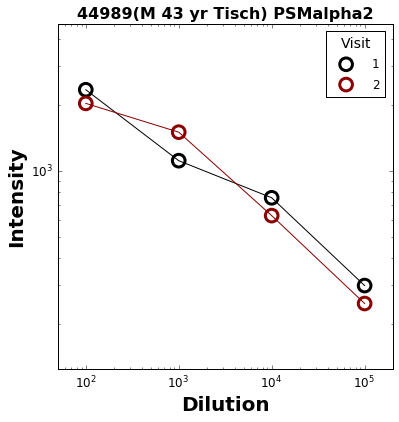 44989(M 43 yr Tisch) PSMalpha2
Visit
1
2
Intensity
10³
10² 10³ 10⁴ 10⁵
Dilution